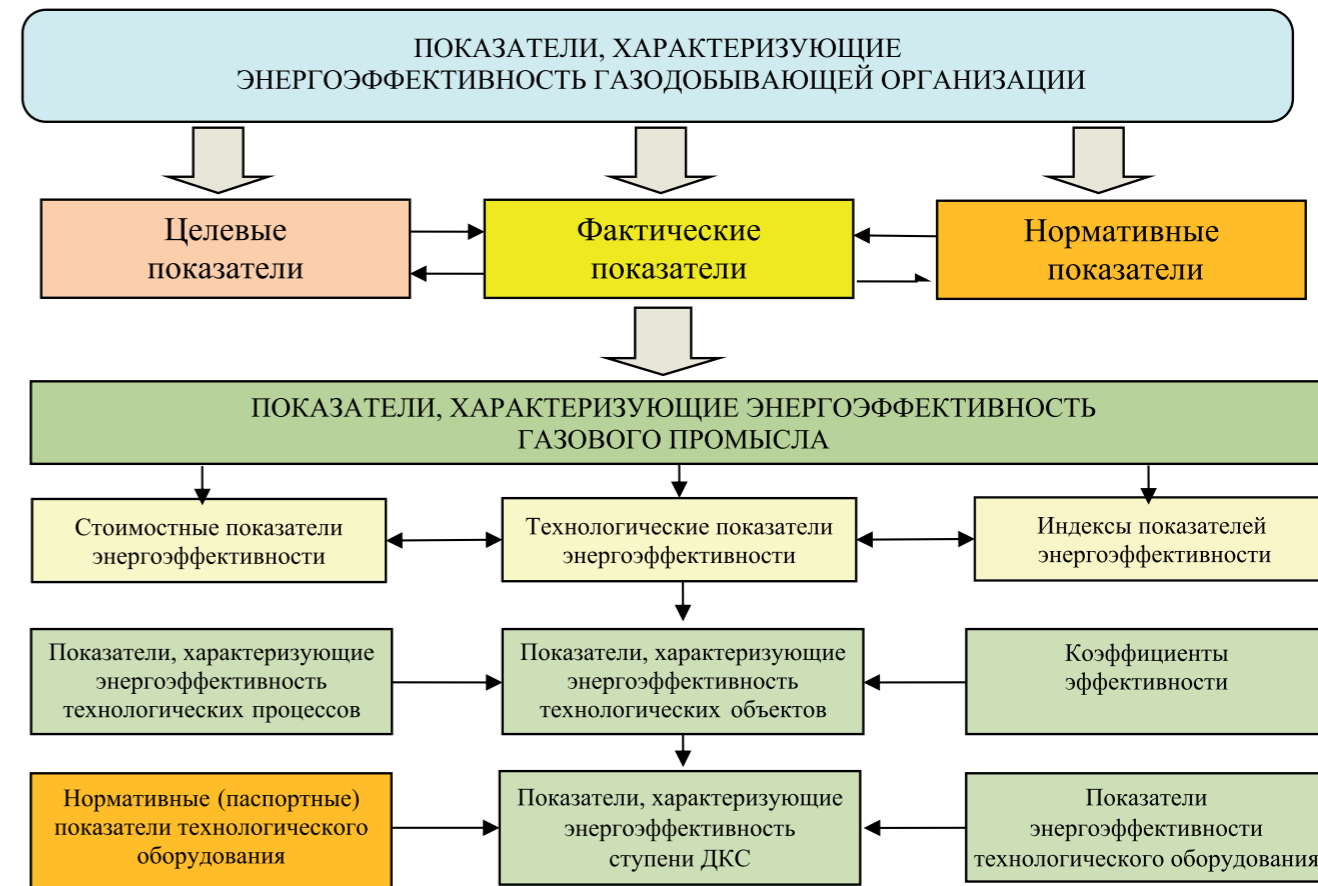 ПОКАЗАТЕЛИ, ХАРАКТЕРИЗУЮЩИЕ
ЭНЕРГОЭФФЕКТИВНОСТЬ ГАЗОДОБЫВАЮЩЕЙ ОРГАНИЗАЦИИ
Целевые
показатели
Фактические
показатели
Нормативные
показатели
ПОКАЗАТЕЛИ, ХАРАКТЕРИЗУЮЩИЕ ЭНЕРГОЭФФЕКТИВНОСТЬ
ГАЗОВОГО ПРОМЫСЛА
Стоимостные показатели
энергоэффективности
Технологические показатели
энергоэффективности
Индексы показателей
энергоэффективности
Показатели, характеризующие
энергоэффективность
технологических процессов
Показатели, характеризующие
энергоэффективность
технологических объектов
Коэффициенты
эффективности
Нормативные (паспортные)
показатели технологического
оборудования
Показатели, характеризующие
энергоэффективность
ступени ДКС
Показатели
энергоэффективности
технологического оборудования